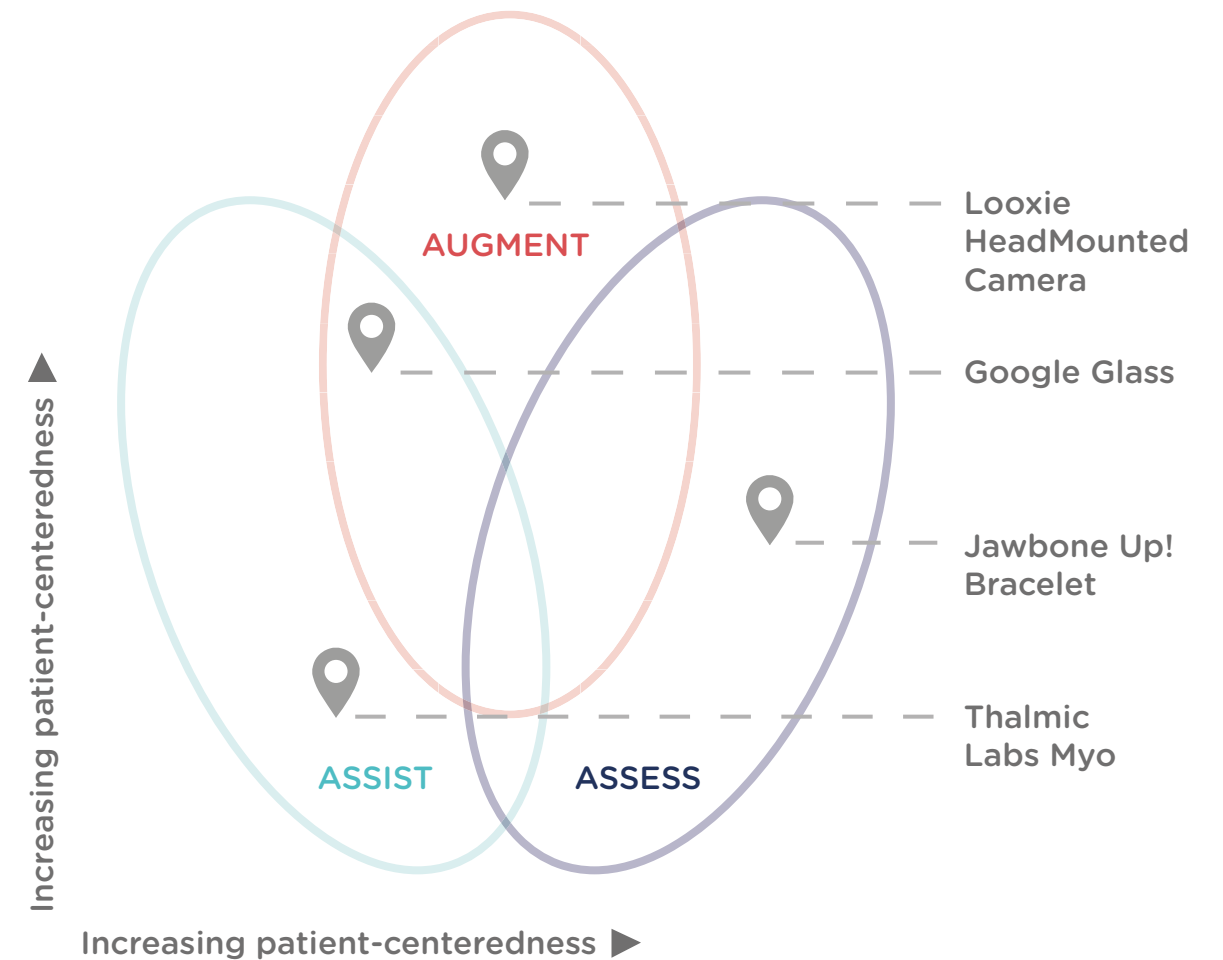 Looxie
HeadMounted
Camera
AUGMENT
Google Glass
Jawbone Up!
Bracelet
Thalmic
Labs Myo
ASSIST
ASSESS
Increasing patient-centeredness
Increasing patient-centeredness